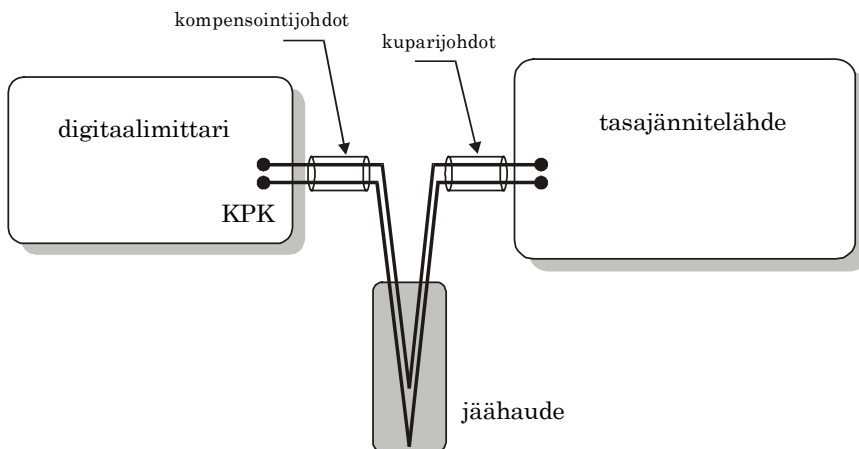 kompensointijohdot
kuparijohdot
digitaalimittari
tasajännitelähde
KPK
jäähaude